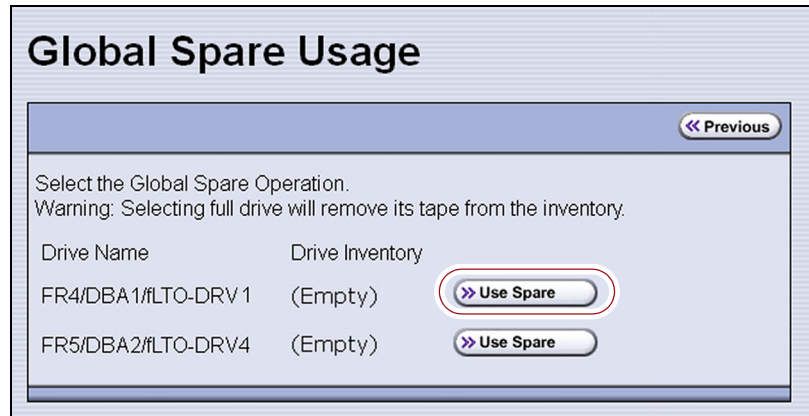 Global Spare Usage
Previous
Select the Global Spare Operation.
Warning: Selecting full drive will remove its tape from the inventory.
Drive Name Drive Inventory
FR4/DBA1/fLTO-DRV1 (Empty) Use Spare
FR5/DBA2/fLTO-DRV4 (Empty) Use Spare